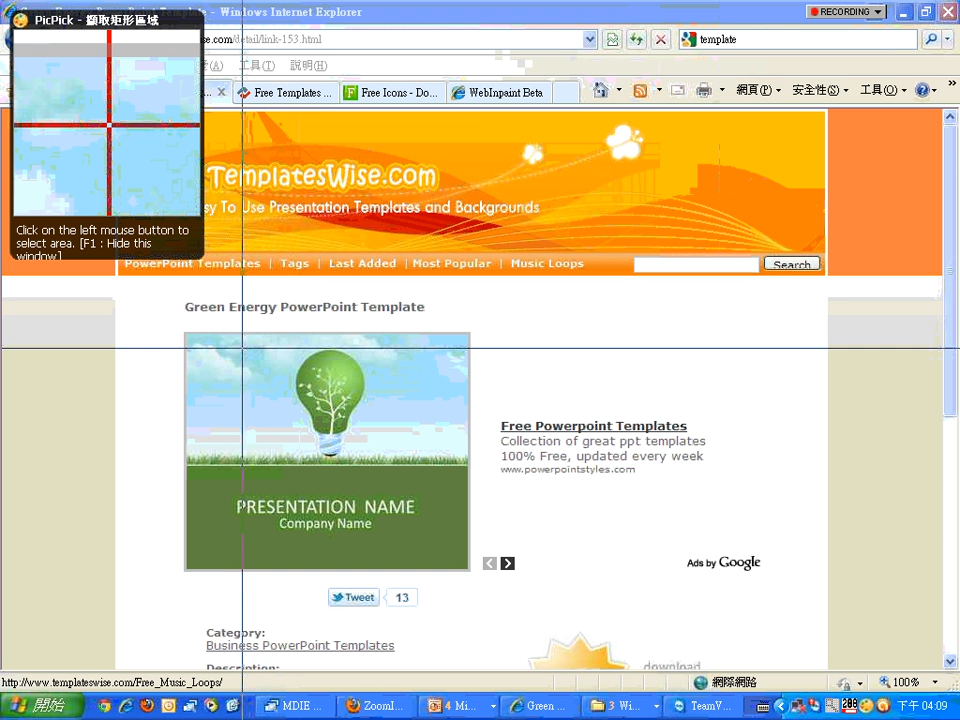 PicPick - 擷取矩形區域
Template - Windows Internet Explorer
RECORDING
se.com/detail/link-153.html
template
(A) 工具(T) 說明(H)
Free Templates ...
Free Icons - Do...
WebInpaint Beta
網頁(P)
安全性(S)
工具(O)
»
TemplatesWise.com
sy To Use Presentation Templates and Backgrounds
Click on the left mouse button to
select area. [F1 : Hide this
window]
PowerPoint Templates | Tags | Last Added | Most Popular | Music Loops
Search
Green Energy PowerPoint Template
Free Powerpoint Templates
Collection of great ppt templates
100% Free, updated every week
www.powerpointstyles.com
PRESENTATION NAME
Company Name
Ads by Google
Tweet
13
Category:
Business PowerPoint Templates
Description:
download
http://www.templateswise.com/Free_Music_Loops/
網際網路
100%
開始
MDIE ...
ZoomI...
4 Mi...
Green ...
3 Wi...
TeamV...
下午 04:09